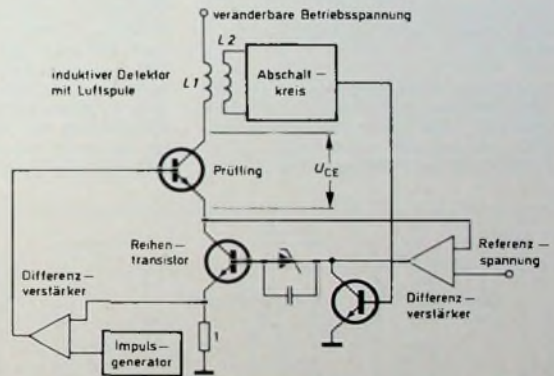 veranderbare Betriebsspannung
L2
L1
induktiver Detektor
mit Luftspule
Abschalt-
kreis
Prüfling
UCE
Reihen-
transistor
Referenz-
spannung
Differenz-
verstärker
Differenz-
verstärker
1
Impuls-
generator